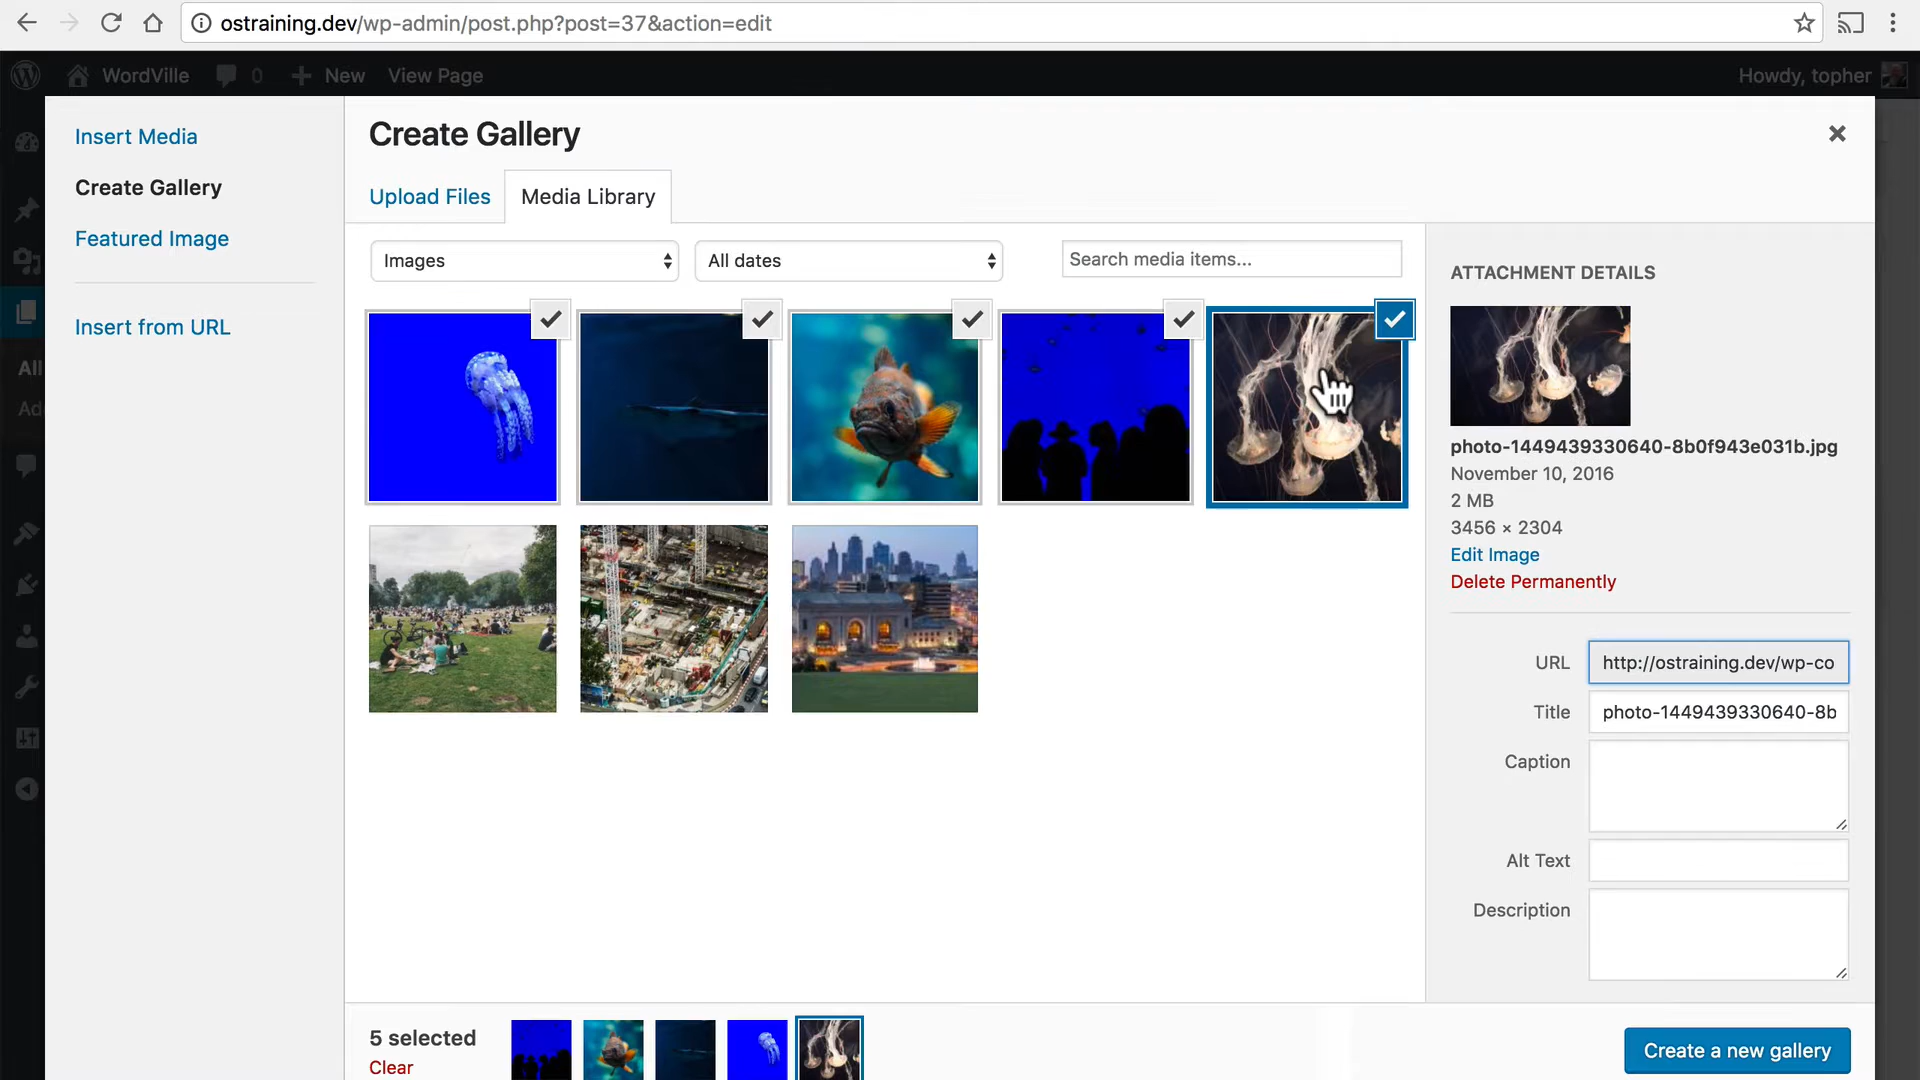 ostraining.dev/wp-admin/post.php?post=37&action=edit
WordVille 0 New View Page Howdy, topher
Insert Media
Create Gallery
Featured Image
Insert from URL
All
Ad
Create Gallery
Upload Files Media Library
Images All dates Search media items...
ATTACHMENT DETAILS
photo-1449439330640-8b0f943e031b.jpg
November 10, 2016
2 MB
3456 × 2304
Edit Image
Delete Permanently
URL http://ostraining.dev/wp-co
Title photo-1449439330640-8b
Caption
Alt Text
Description
5 selected
Clear
Create a new gallery